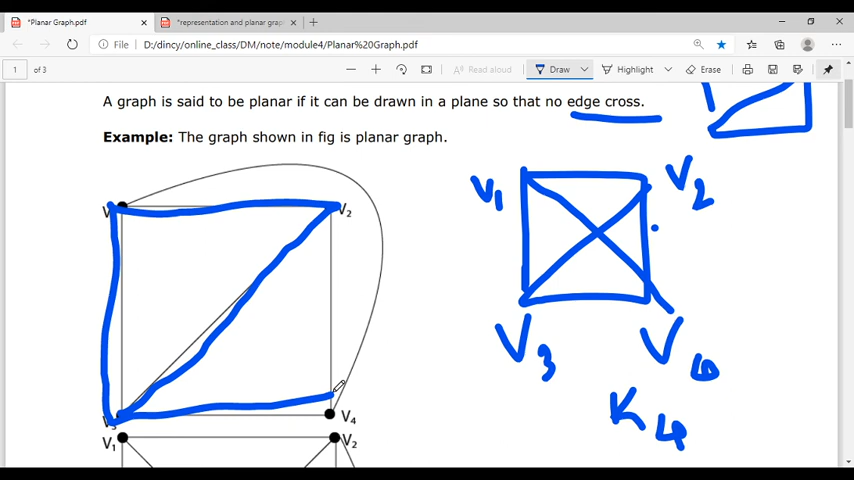 *Planar Graph.pdf
*representation and planar grap
File
D:/dincy/online_class/DM/note/module4/Planar%20Graph.pdf
1 of 3
Read aloud
Draw
Highlight
Erase
A graph is said to be planar if it can be drawn in a plane so that no edge cross.
Example: The graph shown in fig is planar graph.
V1
V2
V2
V3
V4
K4
V4
V1
V2